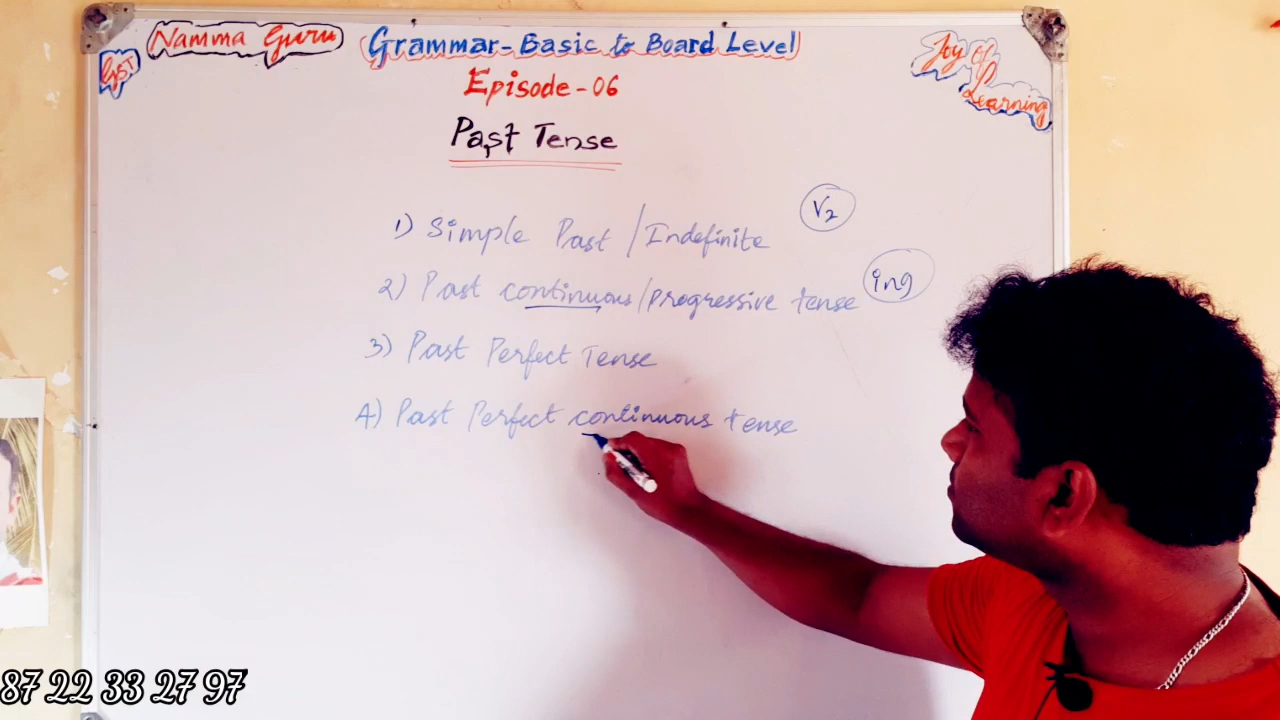 Namma Guru
Grammar-Basic to Board Level
Joy of
Learning
GST
Episode-06
Past Tense
1) Simple Past / Indefinite V2
2) Past continuous/progressive tense ing
3) Past Perfect Tense
4) Past Perfect continuous tense
87 22 33 27 97